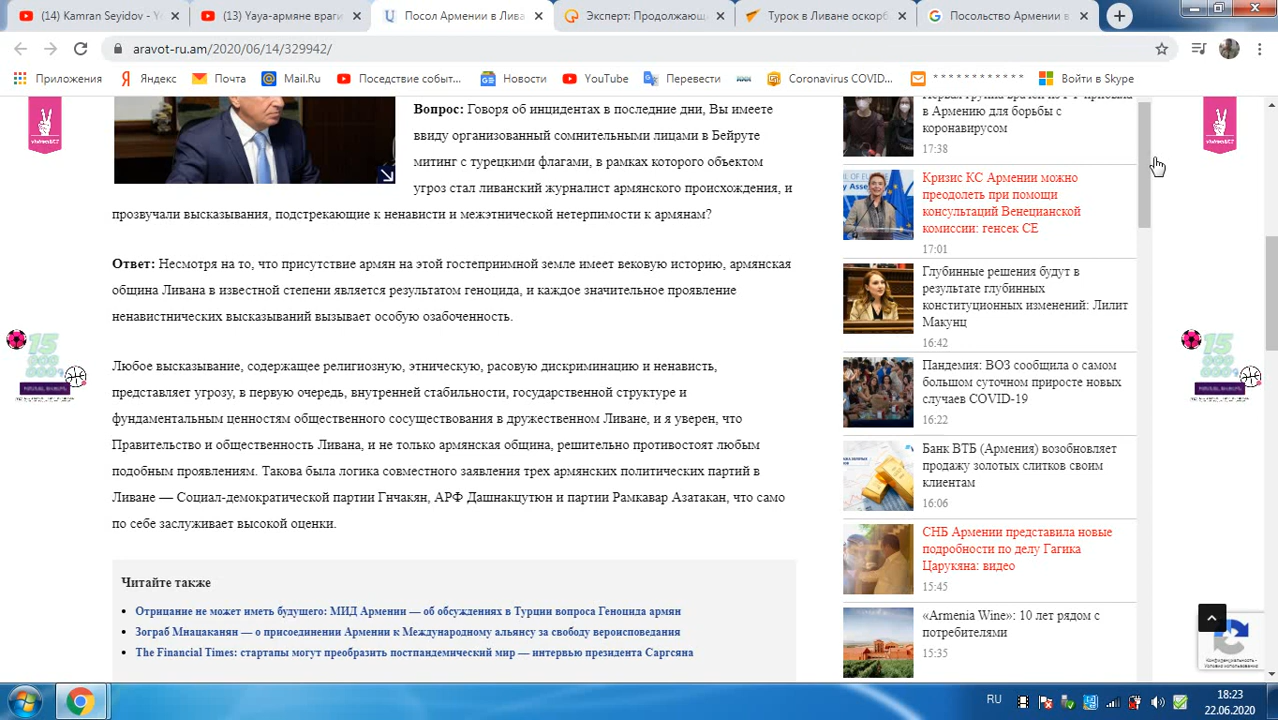 (14) Kamran Seyidov - Y
(13) Yaya-армяне враги
Посол Армении в Лива
Эксперт: Продолжающ
Турок в Ливане оскорб
Посольство Армении в
aravot-ru.am/2020/06/14/329942/
Приложения
Яндекс
Почта
Mail.Ru
Поседствие событ...
Новости
YouTube
Перевести
Coronavirus COVID...
* * * * * * * * * * * *
Войти в Skype
Вопрос: Говоря об инцидентах в последние дни, Вы имеете
ввиду организованный сомнительными лицами в Бейруте
митинг с турецкими флагами, в рамках которого объектом
угроз стал ливанский журналист армянского происхождения, и
прозвучали высказывания, подстрекающие к ненависти и межэтнической нетерпимости к армянам?
Ответ: Несмотря на то, что присутствие армян на этой гостеприимной земле имеет вековую историю, армянская
община Ливана в известной степени является результатом геноцида, и каждое значительное проявление
ненавистнических высказываний вызывает особую озабоченность.
Любое высказывание, содержащее религиозную, этническую, расовую дискриминацию и ненависть,
представляет угрозу, в первую очередь, внутренней стабильности, государственной структуре и
фундаментальным ценностям общественного сосуществования в дружественном Ливане, и я уверен, что
Правительство и общественность Ливана, и не только армянская община, решительно противостоят любым
подобным проявлениям. Такова была логика совместного заявления трех армянских политических партий в
Ливане — Социал-демократической партии Гнчакян, АРФ Дашнакцутюн и партии Рамкавар Азатакан, что само
по себе заслуживает высокой оценки.
Читайте также
Отрицание не может иметь будущего: МИД Армении — об обсуждениях в Турции вопроса Геноцида армян
Зограб Мнацаканян — о присоединении Армении к Международному альянсу за свободу вероисповедания
The Financial Times: стартапы могут преобразить постпандемический мир — интервью президента Саргсяна
в Армению для борьбы с
коронавирусом
17:38
Кризис КС Армении можно
преодолеть при помощи
консультаций Венецианской
комиссии: генсек СЕ
17:01
Глубинные решения будут в
результате глубинных
конституционных изменений: Лилит
Макунц
16:42
Пандемия: ВОЗ сообщила о самом
большом суточном приросте новых
случаев COVID-19
16:22
Банк ВТБ (Армения) возобновляет
продажу золотых слитков своим
клиентам
16:06
СНБ Армении представила новые
подробности по делу Гагика
Царукяна: видео
15:45
«Armenia Wine»: 10 лет рядом с
потребителями
15:35
15
15
Конфиденциальность -
Условия использования
RU
18:23
22.06.2020